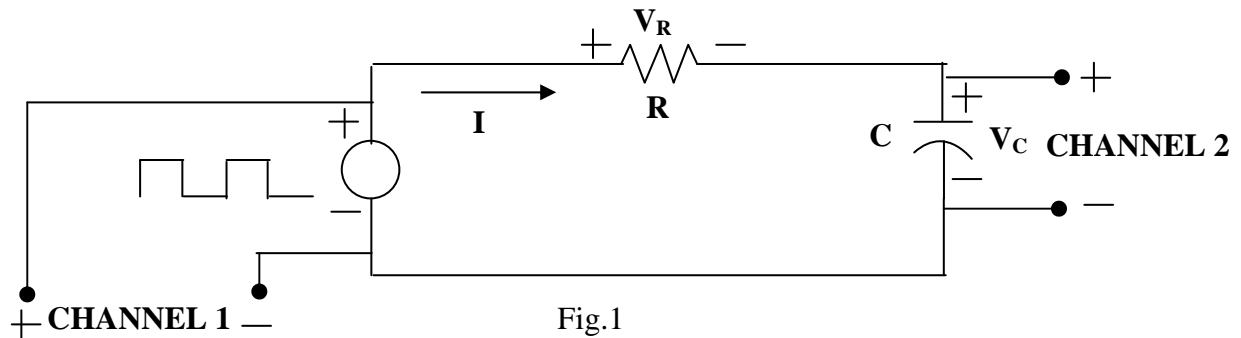 V_R
+ −
I
R
+
−
+
C
V_C CHANNEL 2
+
−
−
+ CHANNEL 1 −
Fig.1